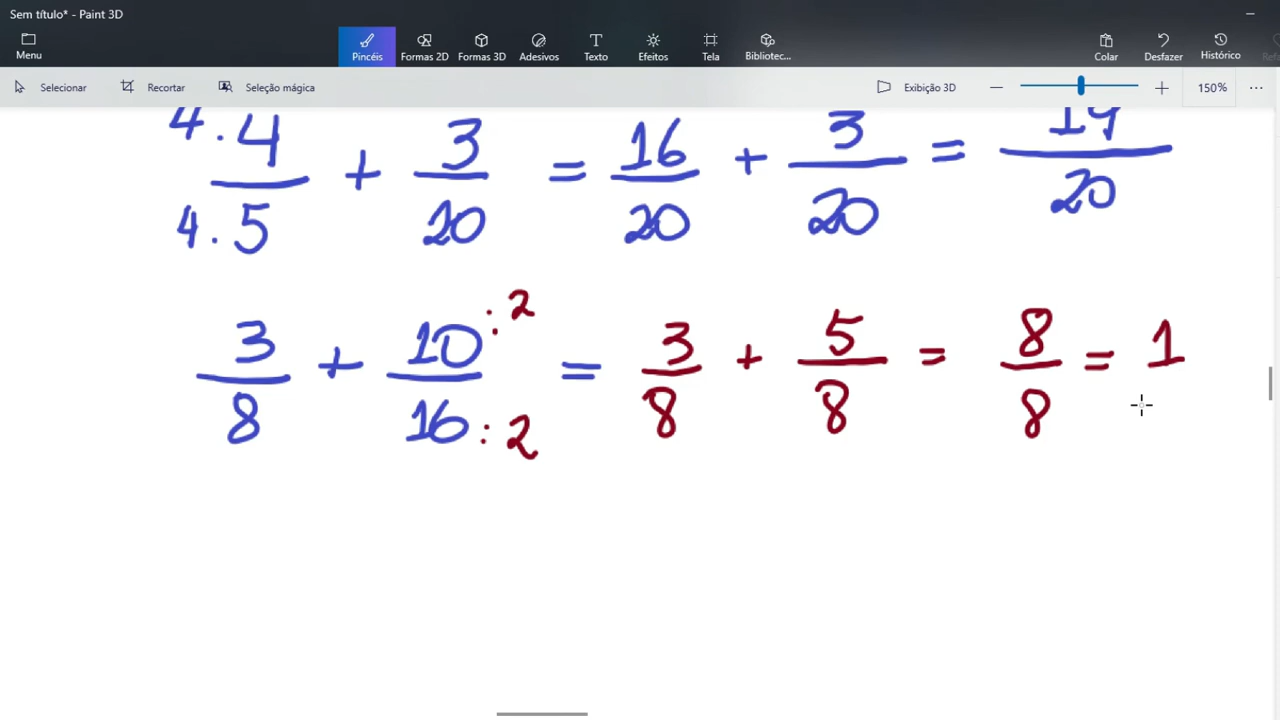 Sem título* - Paint 3D
Menu Pincéis Formas 2D Formas 3D Adesivos Texto Efeitos Tela Bibliotec... Colar Desfazer Histórico
Selecionar Recortar Seleção mágica Exibição 3D 150%
4.4/4.5 + 3/20 = 16/20 + 3/20 = 19/20
3/8 + 10:2/16:2 = 3/8 + 5/8 = 8/8 = 1